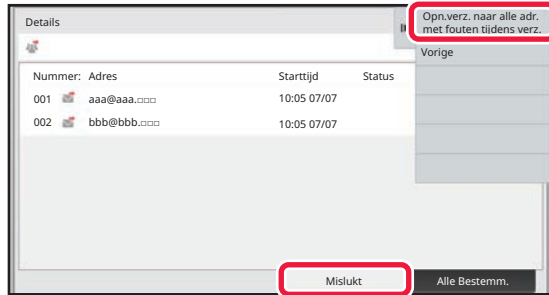 Details
Opn.verz. naar alle adr.
met fouten tijdens verz.
Vorige
Nummer: Adres Starttijd Status
001 aaa@aaa.□□□ 10:05 07/07
002 bbb@bbb.□□□ 10:05 07/07
Mislukt
Alle Bestemm.